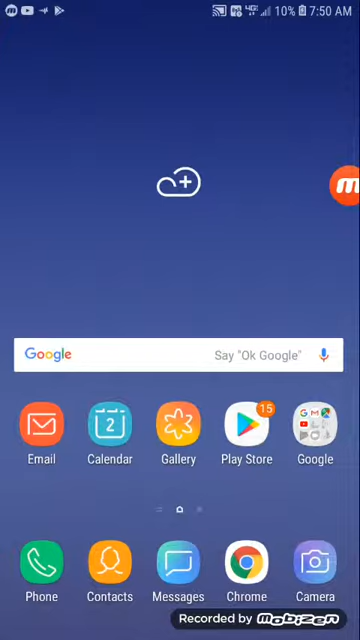 10% 7:50 AM
Google Say "Ok Google"
2 15
Email Calendar Gallery Play Store Google
Phone Contacts Messages Chrome Camera
Recorded by Mobizen